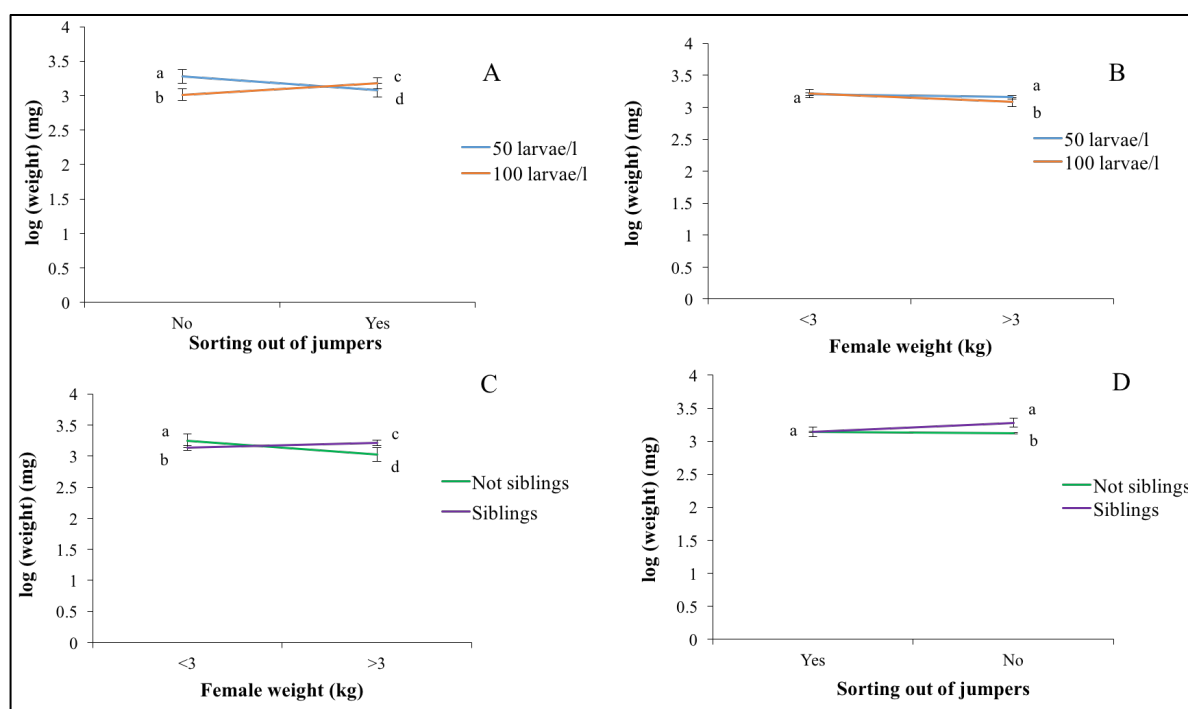 A
log (weight) (mg)
4
3.5
3
2.5
2
1.5
1
0.5
0
a
b
c
d
50 larvae/l
100 larvae/l
No
Yes
Sorting out of jumpers
B
log (weight) (mg)
4
3.5
3
2.5
2
1.5
1
0.5
0
a
a
b
50 larvae/l
100 larvae/l
<3
>3
Female weight (kg)
C
log (weight) (mg)
4
3.5
3
2.5
2
1.5
1
0.5
0
a
b
c
d
Not siblings
Siblings
<3
>3
Female weight (kg)
D
log (weight) (mg)
4
3.5
3
2.5
2
1.5
1
0.5
0
a
a
b
Not siblings
Siblings
Yes
No
Sorting out of jumpers